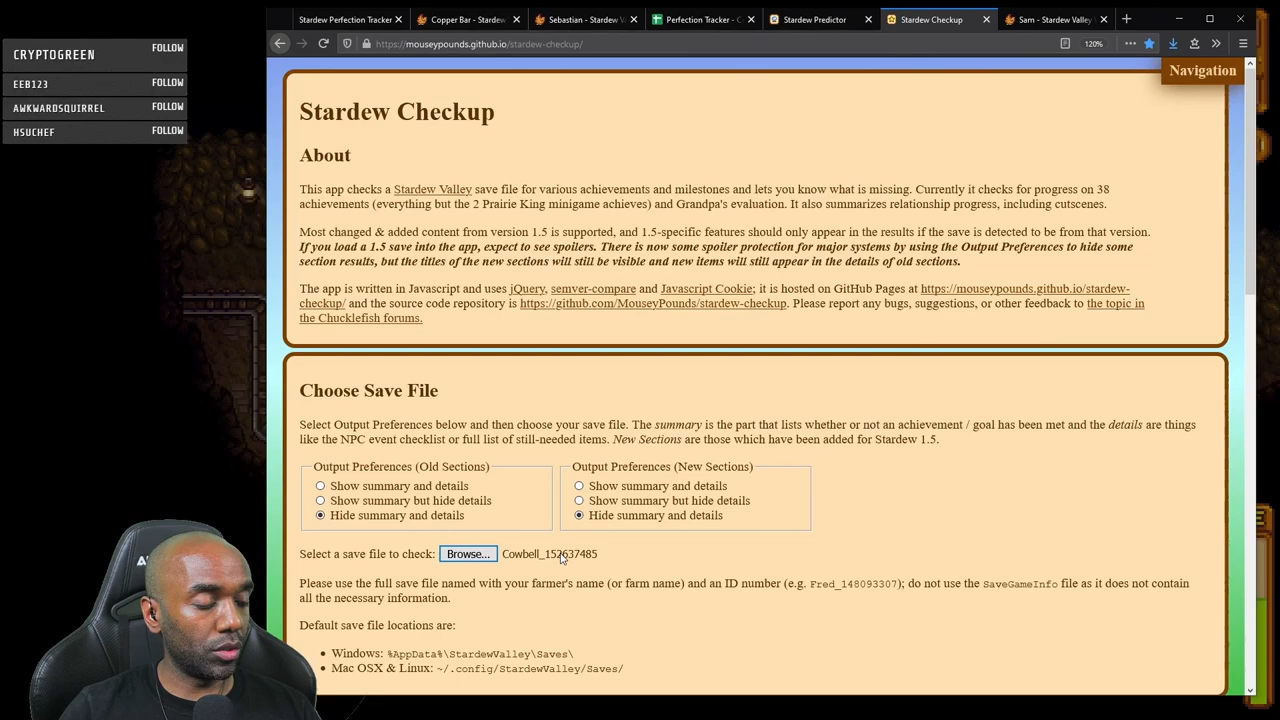 CRYPTOGREEN FOLLOW
EEB123 FOLLOW
AWKWARDSQUIRREL FOLLOW
HSUCHEF FOLLOW
Stardew Perfection Tracker
Copper Bar - Stardew
Sebastian - Stardew Va
Perfection Tracker - C
Stardew Predictor
Stardew Checkup
Sam - Stardew Valley
https://mouseypounds.github.io/stardew-checkup/
120%
Navigation
Stardew Checkup
About
This app checks a Stardew Valley save file for various achievements and milestones and lets you know what is missing. Currently it checks for progress on 38
achievements (everything but the 2 Prairie King minigame achieves) and Grandpa's evaluation. It also summarizes relationship progress, including cutscenes.
Most changed & added content from version 1.5 is supported, and 1.5-specific features should only appear in the results if the save is detected to be from that version.
If you load a 1.5 save into the app, expect to see spoilers. There is now some spoiler protection for major systems by using the Output Preferences to hide some
section results, but the titles of the new sections will still be visible and new items will still appear in the details of old sections.
The app is written in Javascript and uses jQuery, semver-compare and Javascript Cookie; it is hosted on GitHub Pages at https://mouseypounds.github.io/stardew-
checkup/ and the source code repository is https://github.com/MouseyPounds/stardew-checkup. Please report any bugs, suggestions, or other feedback to the topic in
the Chucklefish forums.
Choose Save File
Select Output Preferences below and then choose your save file. The summary is the part that lists whether or not an achievement / goal has been met and the details are things
like the NPC event checklist or full list of still-needed items. New Sections are those which have been added for Stardew 1.5.
Output Preferences (Old Sections)
Show summary and details
Show summary but hide details
Hide summary and details
Output Preferences (New Sections)
Show summary and details
Show summary but hide details
Hide summary and details
Select a save file to check: Browse... Cowbell_152637485
Please use the full save file named with your farmer's name (or farm name) and an ID number (e.g. Fred_148093307); do not use the SaveGameInfo file as it does not contain
all the necessary information.
Default save file locations are:
Windows: %AppData%\StardewValley\Saves\
Mac OSX & Linux: ~/.config/StardewValley/Saves/